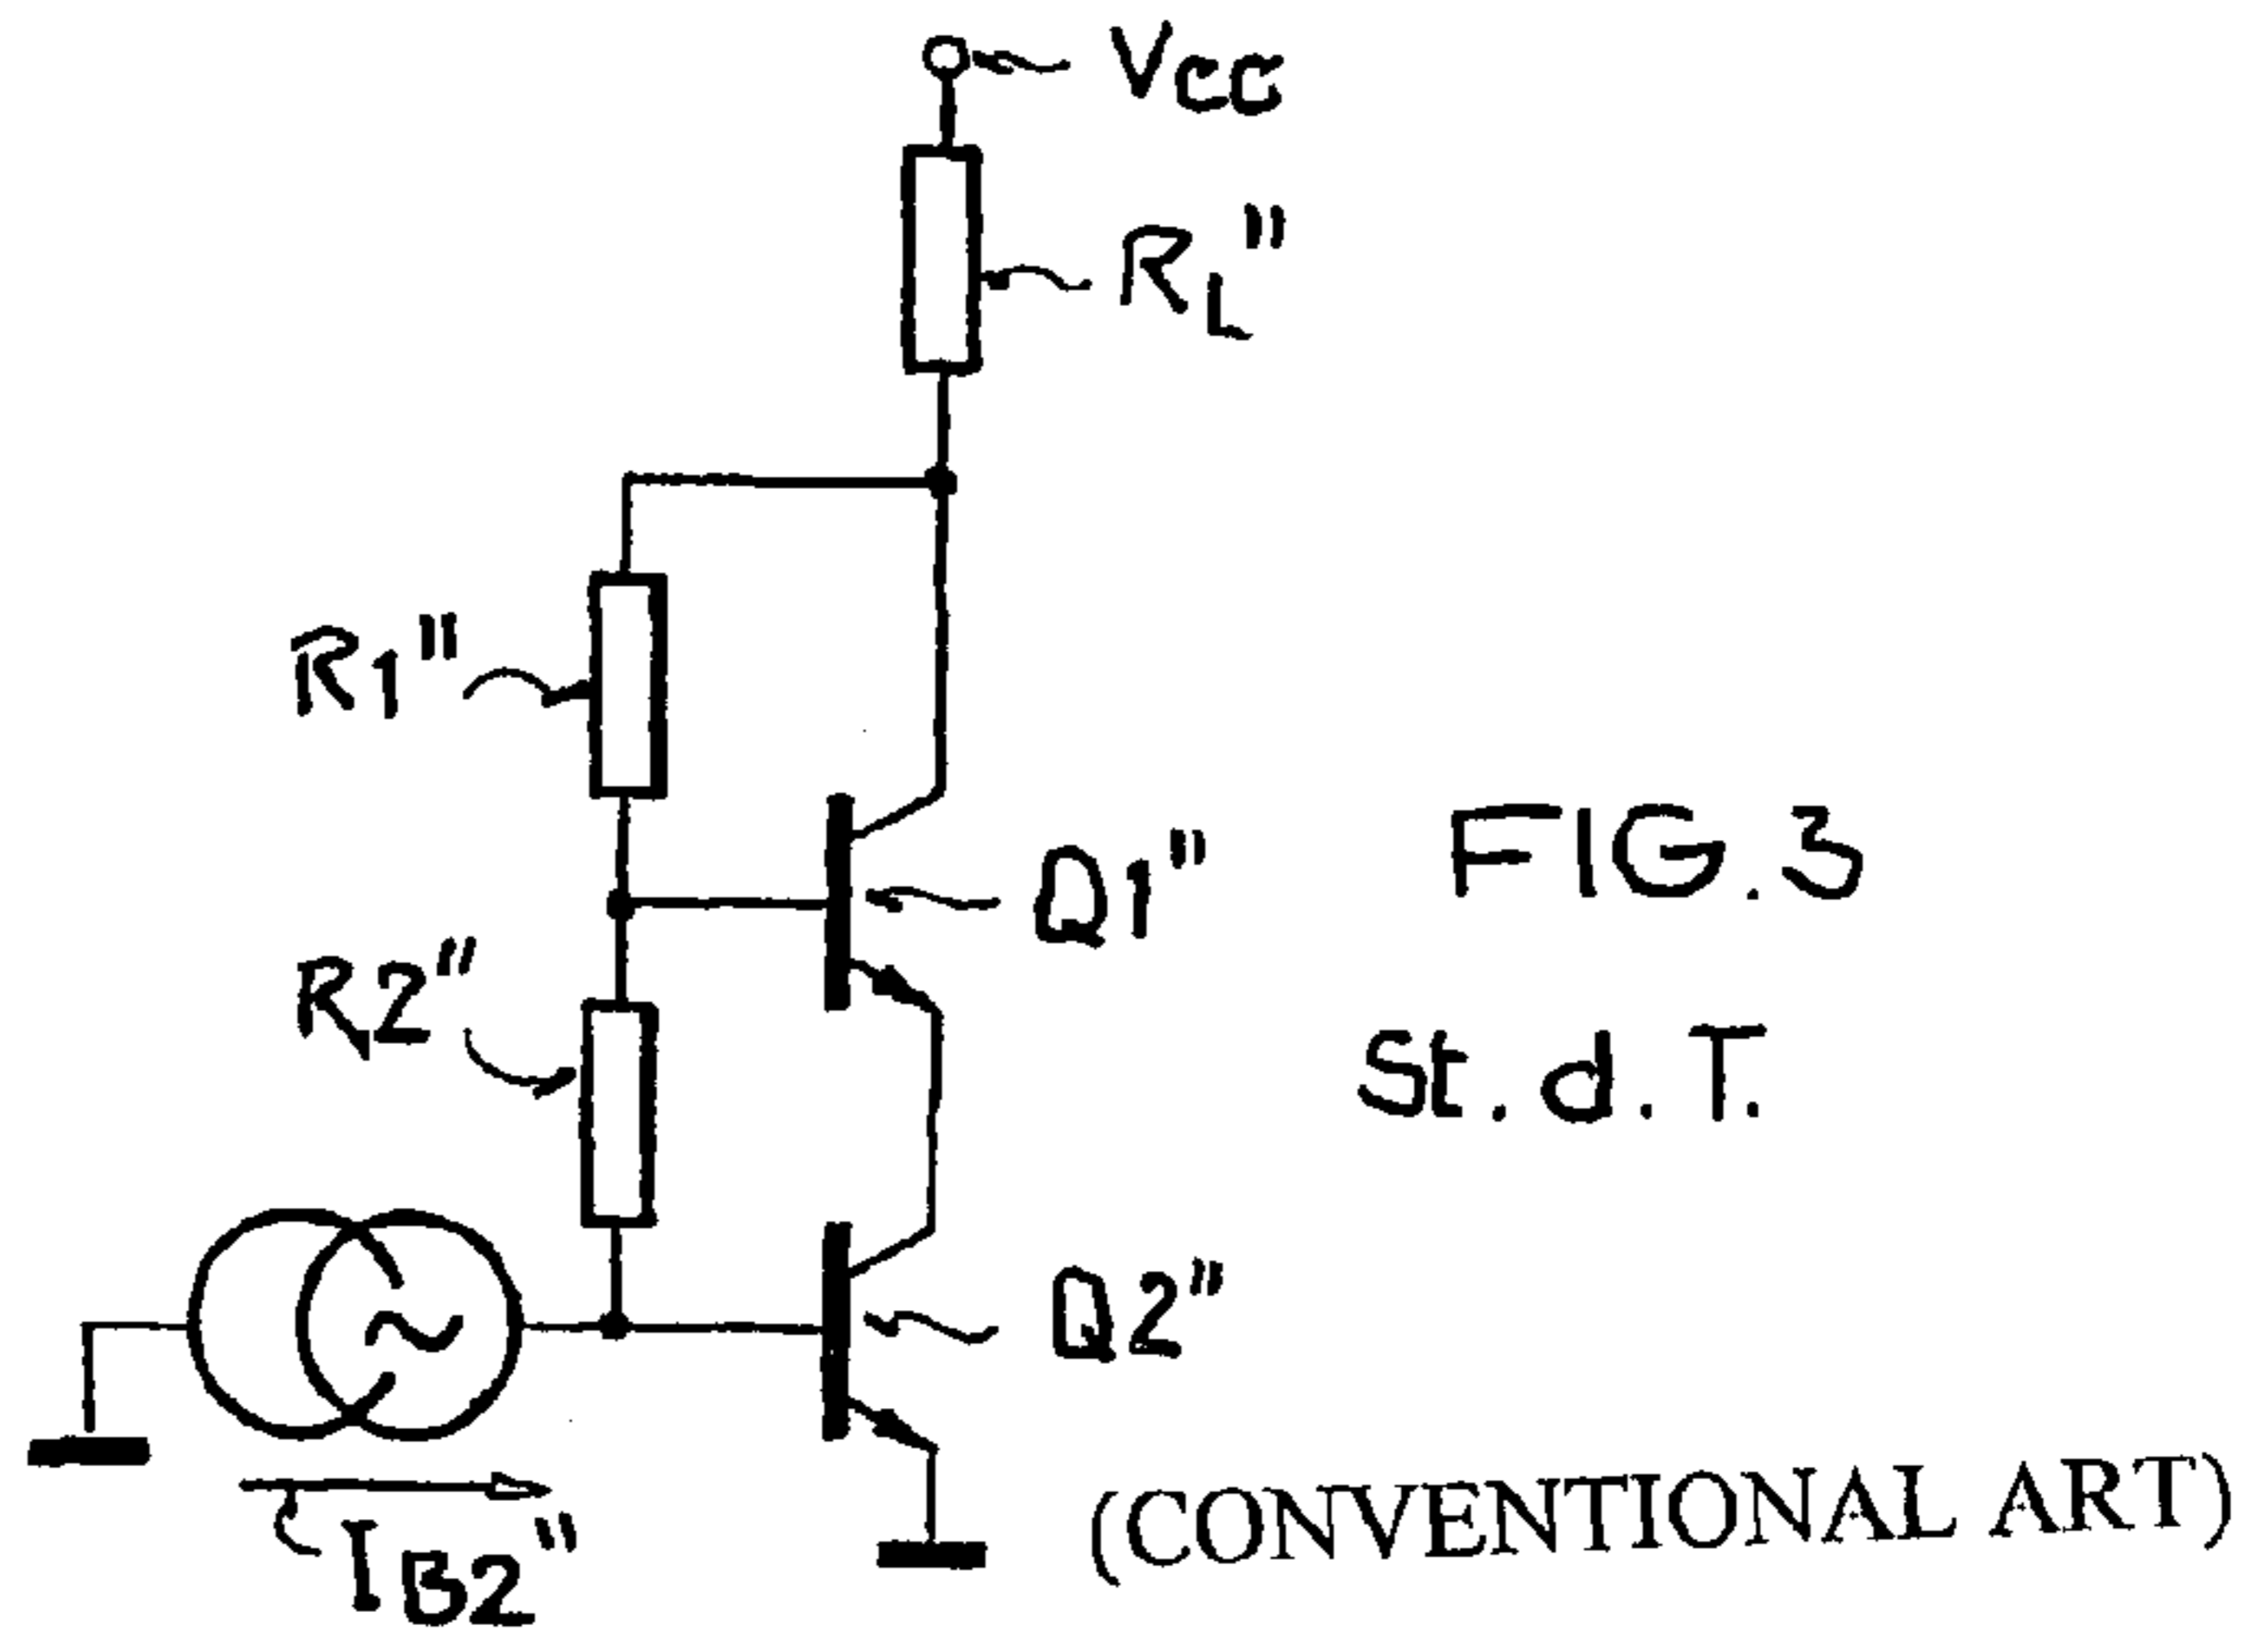 Vcc
RL"
R1"
Q1"
FIG.3
R2"
St.d.T.
Q2"
IB2"
(CONVENTIONAL ART)